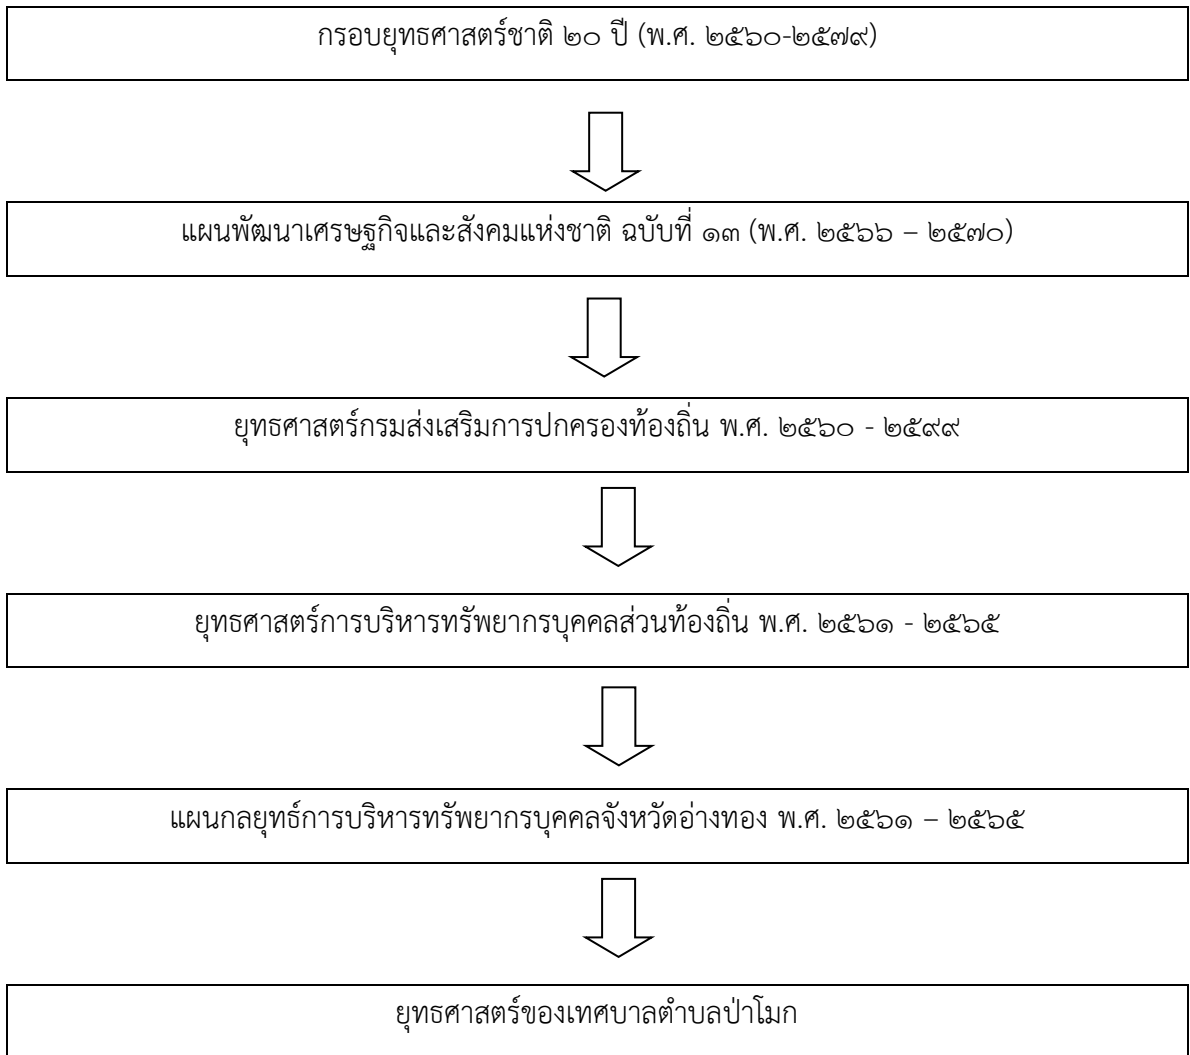 กรอบยุทธศาสตร์ชาติ ๒๐ ปี (พ.ศ. ๒๕๖๐-๒๕๗๙)
แผนพัฒนาเศรษฐกิจและสังคมแห่งชาติ ฉบับที่ ๑๓ (พ.ศ. ๒๕๖๖ – ๒๕๗๐)
ยุทธศาสตร์กรมส่งเสริมการปกครองท้องถิ่น พ.ศ. ๒๕๖๐ - ๒๕๙๙
ยุทธศาสตร์การบริหารทรัพยากรบุคคลส่วนท้องถิ่น พ.ศ. ๒๕๖๑ - ๒๕๖๕
แผนกลยุทธ์การบริหารทรัพยากรบุคคลจังหวัดอ่างทอง พ.ศ. ๒๕๖๑ – ๒๕๖๕
ยุทธศาสตร์ของเทศบาลตำบลป่าโมก